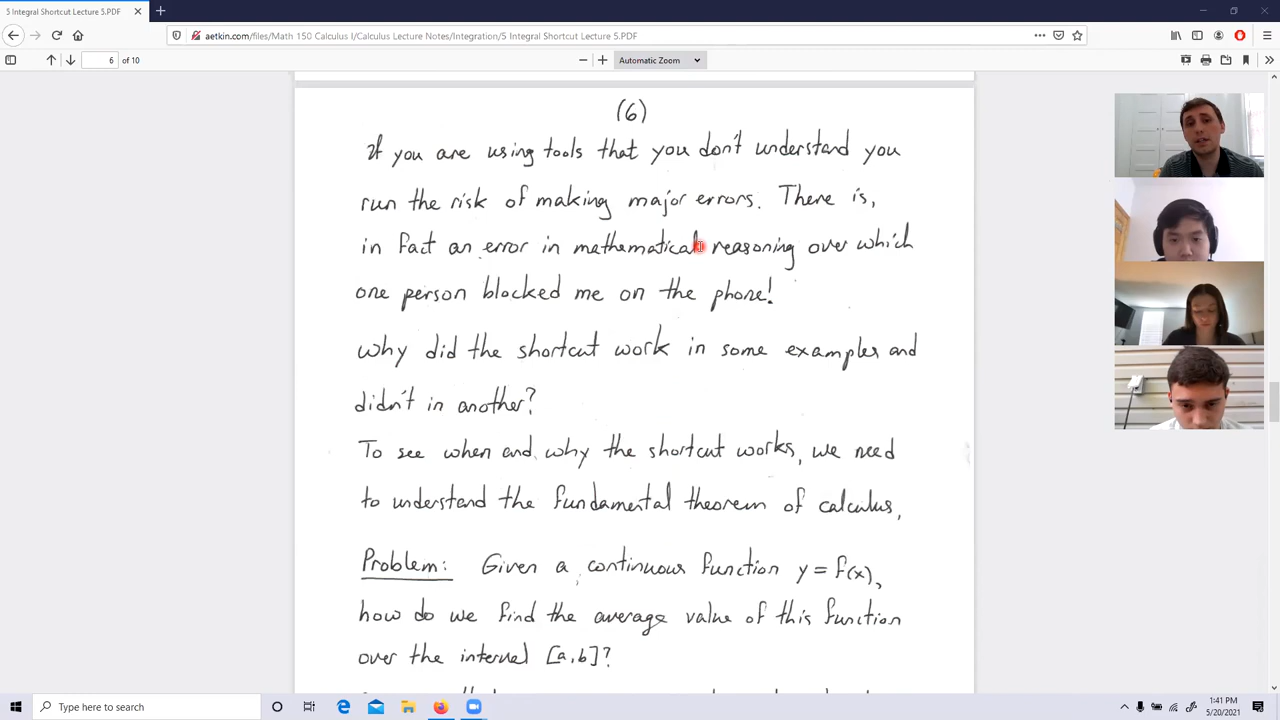 5 Integral Shortcut Lecture 5.PDF
aetkin.com/files/Math 150 Calculus I/Calculus Lecture Notes/Integration/5 Integral Shortcut Lecture 5.PDF
6 of 10
Automatic Zoom
(6)
If you are using tools that you don't understand you
run the risk of making major errors. There is,
in fact an error in mathematical reasoning over which
one person blocked me on the phone!
Why did the shortcut work in some examples and
didn't in another?
To see when and why the shortcut works, we need
to understand the fundamental theorem of calculus,
Problem: Given a continuous function y = f(x),
how do we find the average value of this function
over the interval [a,b]?
Type here to search
1:41 PM
5/20/2021